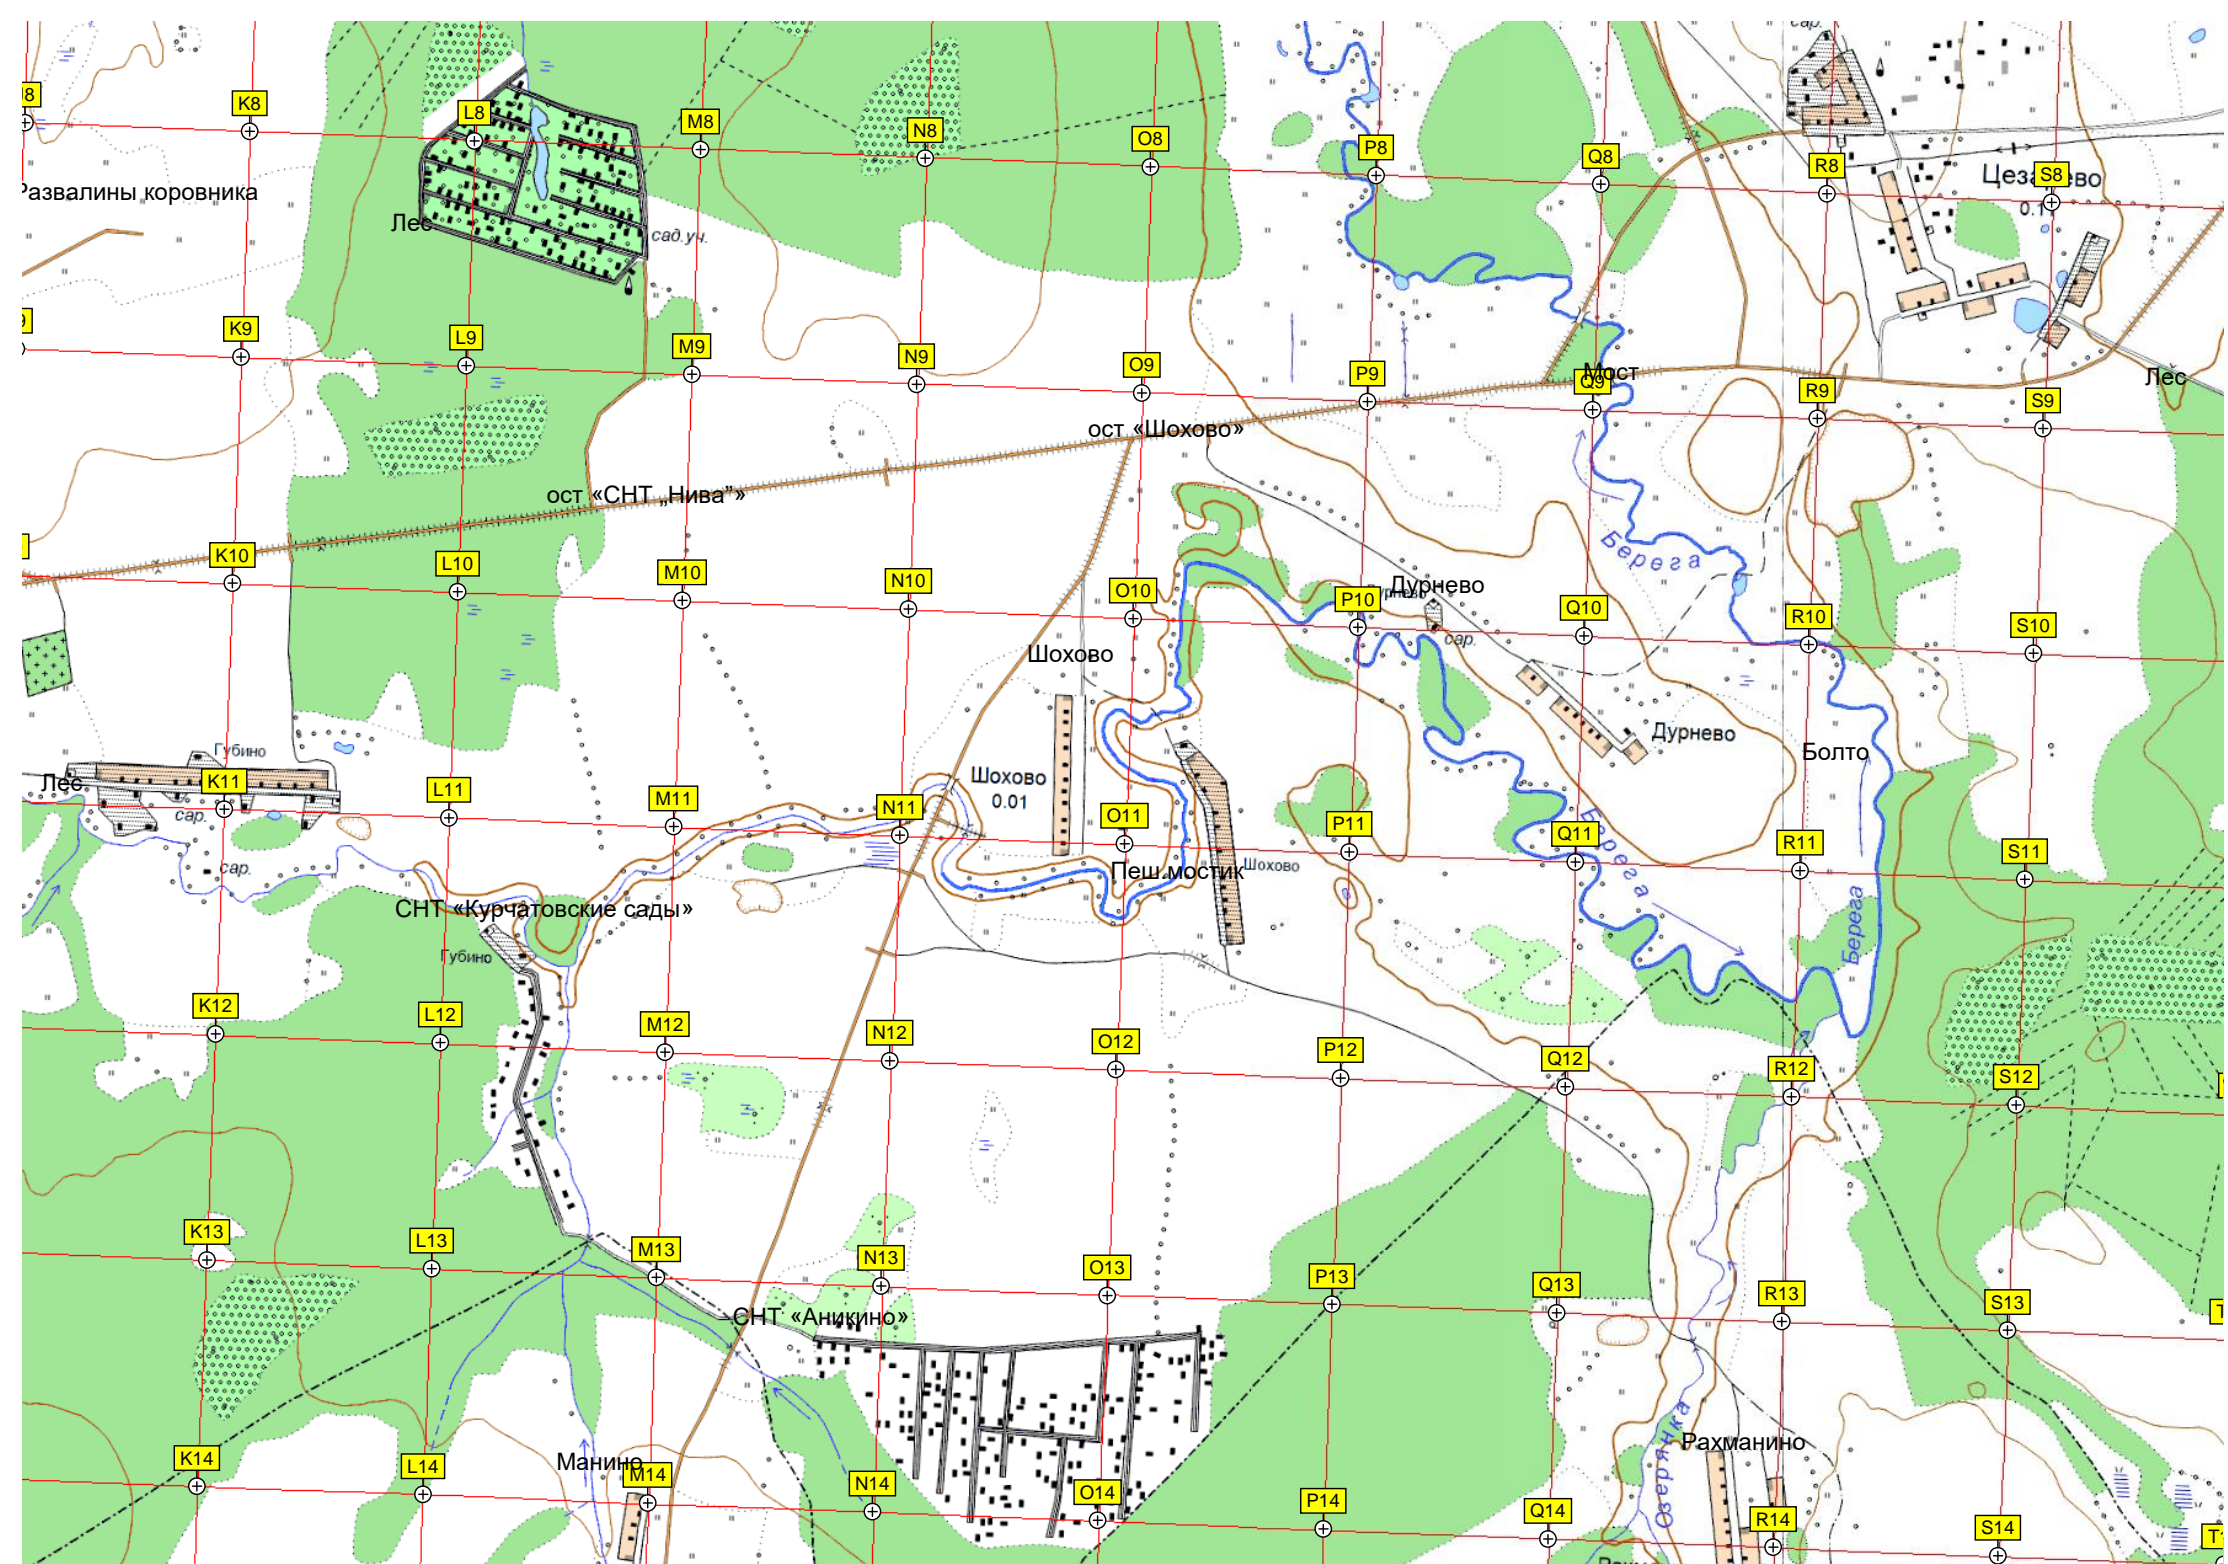 сар.
J8
K8
L8
M8
N8
O8
P8
Q8
R8
S8
Цезарево
0.1
Развалины коровника
Лес
сад.уч.
K9
L9
M9
N9
O9
P9
Q9
Мост
R9
S9
Лес
ост «Шохово»
ост «СНТ „Нива”»
Берега
K10
L10
M10
N10
O10
P10
Дурнево
сар.
Q10
R10
S10
Шохово
Дурнево
Болто
Губино
Лес
K11
сар.
сар.
L11
M11
N11
Шохово
0.01
O11
Пеш.мостик
Шохово
P11
Q11
Берега
R11
S11
Берега
СНТ «Курчатовские сады»
Губино
K12
L12
M12
N12
O12
P12
Q12
R12
S12
K13
L13
M13
N13
O13
P13
Q13
R13
S13
СНТ «Аникино»
K14
L14
Манино
M14
N14
O14
P14
Q14
Озерянка
Рахманино
R14
S14